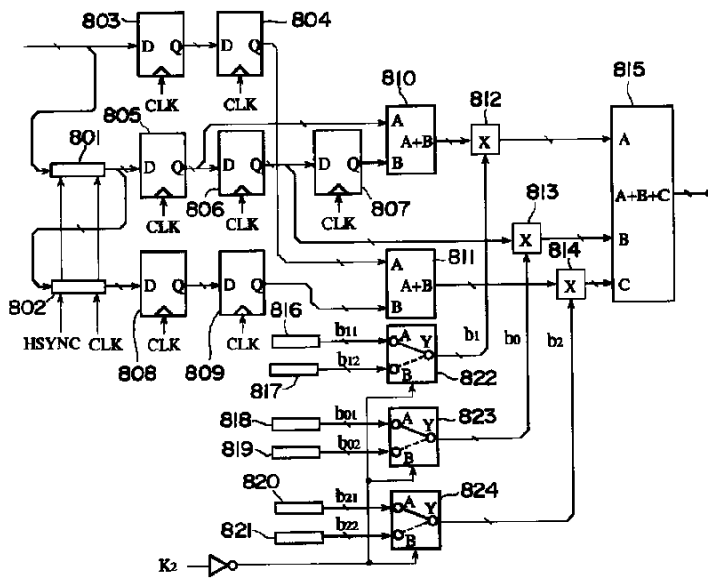 803
804
D Q
D Q
CLK
CLK
805
801
D Q
D Q
D Q
806
807
CLK
CLK
CLK
810
A
A+B
B
812
X
815
A
A+B+C
B
C
813
X
814
X
811
A
A+B
B
802
D Q
D Q
HSYNC
CLK
808
CLK
809
CLK
816
b11
817
b12
A Y
B
822
b1
b0
b2
818
b01
819
b02
A Y
B
823
820
b21
821
b22
A Y
B
824
K2